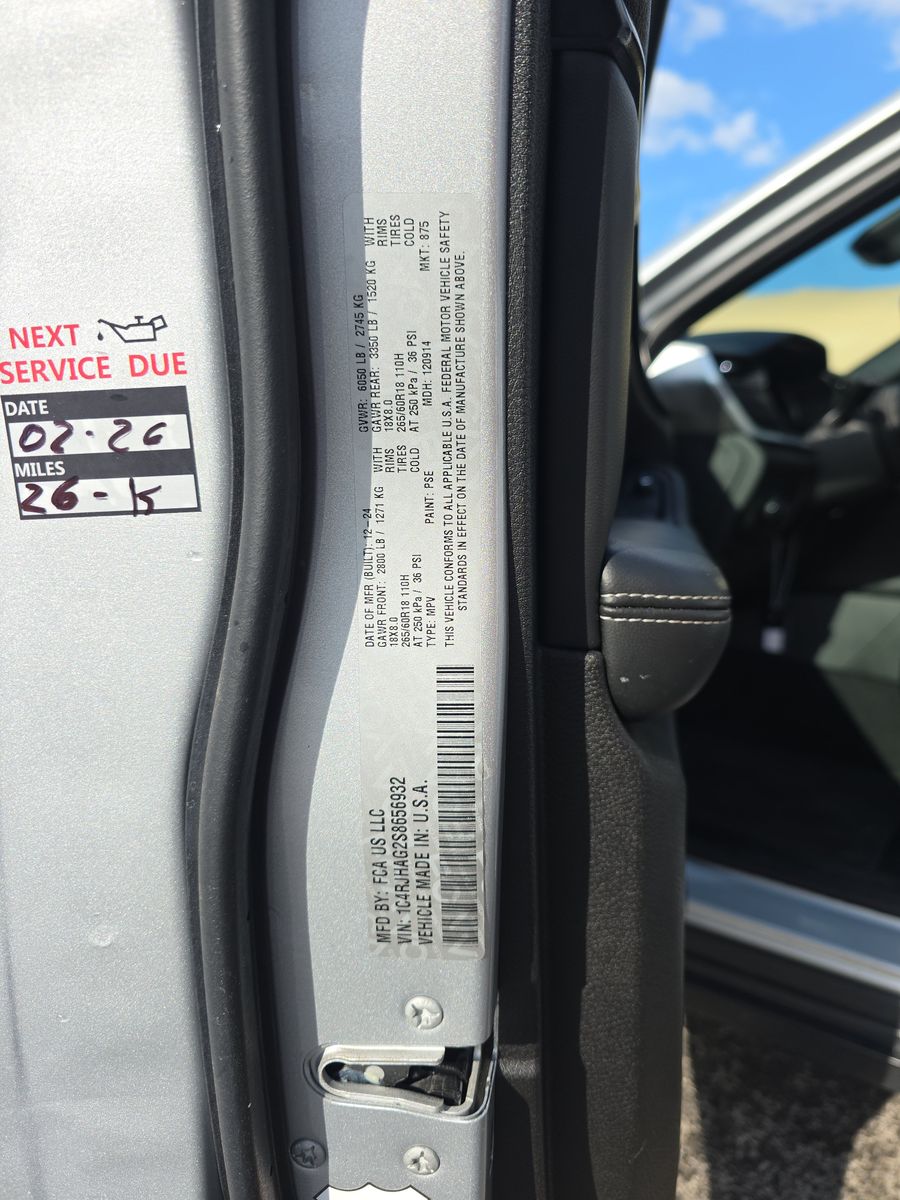 NEXT
SERVICE DUE
DATE
02-26
MILES
26-K
MFD BY: FCA US LLC
VIN: 1C4RJHAG2S8656932
VEHICLE MADE IN: U.S.A.
DATE OF MFR (BUILT): 12-24 GVWR: 6050 LB / 2745 KG
GAWR FRONT: 2800 LB / 1271 KG WITH GAWR REAR: 3350 LB / 1520 KG WITH
18X8.0 RIMS 18X8.0 RIMS
265/60R18 110H TIRES 265/60R18 110H TIRES
AT 250 kPa / 36 PSI COLD AT 250 kPa / 36 PSI COLD
TYPE: MPV PAINT: PSE MDH: 120914 MKT: 875
THIS VEHICLE CONFORMS TO ALL APPLICABLE U.S.A. FEDERAL MOTOR VEHICLE SAFETY
STANDARDS IN EFFECT ON THE DATE OF MANUFACTURE SHOWN ABOVE.